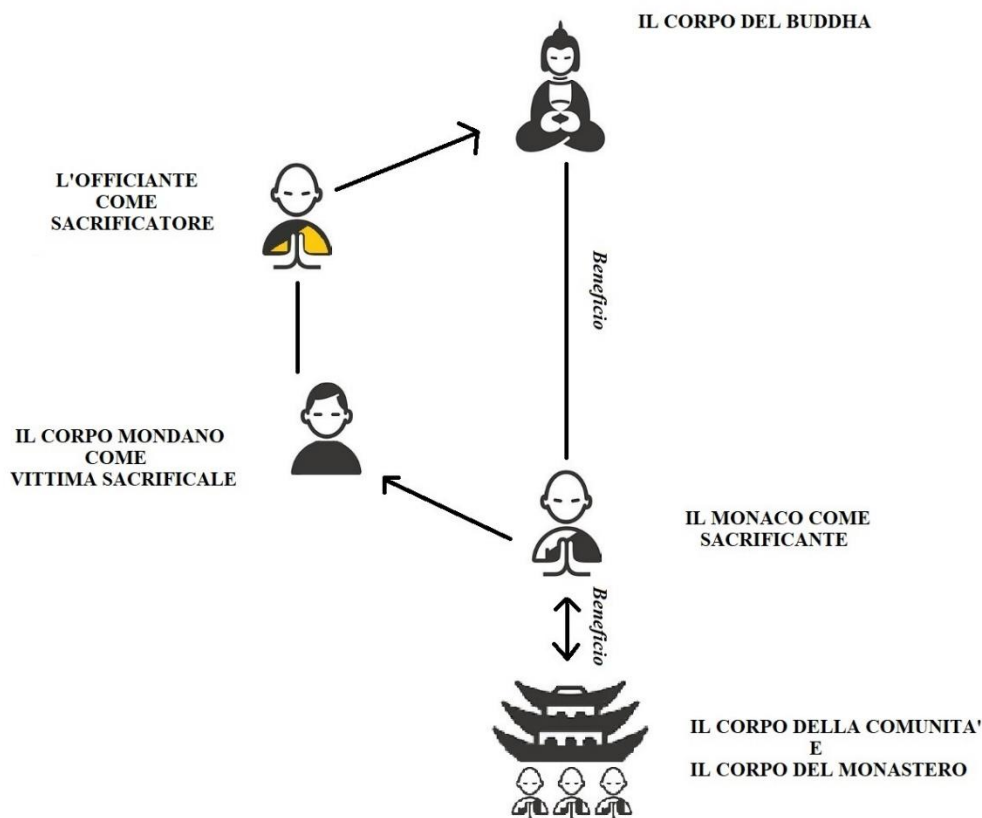 IL CORPO DEL BUDDHA
L'OFFICIANTE
COME
SACRIFICATORE
Beneficio
IL CORPO MONDANO
COME
VITTIMA SACRIFICALE
IL MONACO COME
SACRIFICANTE
Beneficio
IL CORPO DELLA COMUNITA'
E
IL CORPO DEL MONASTERO